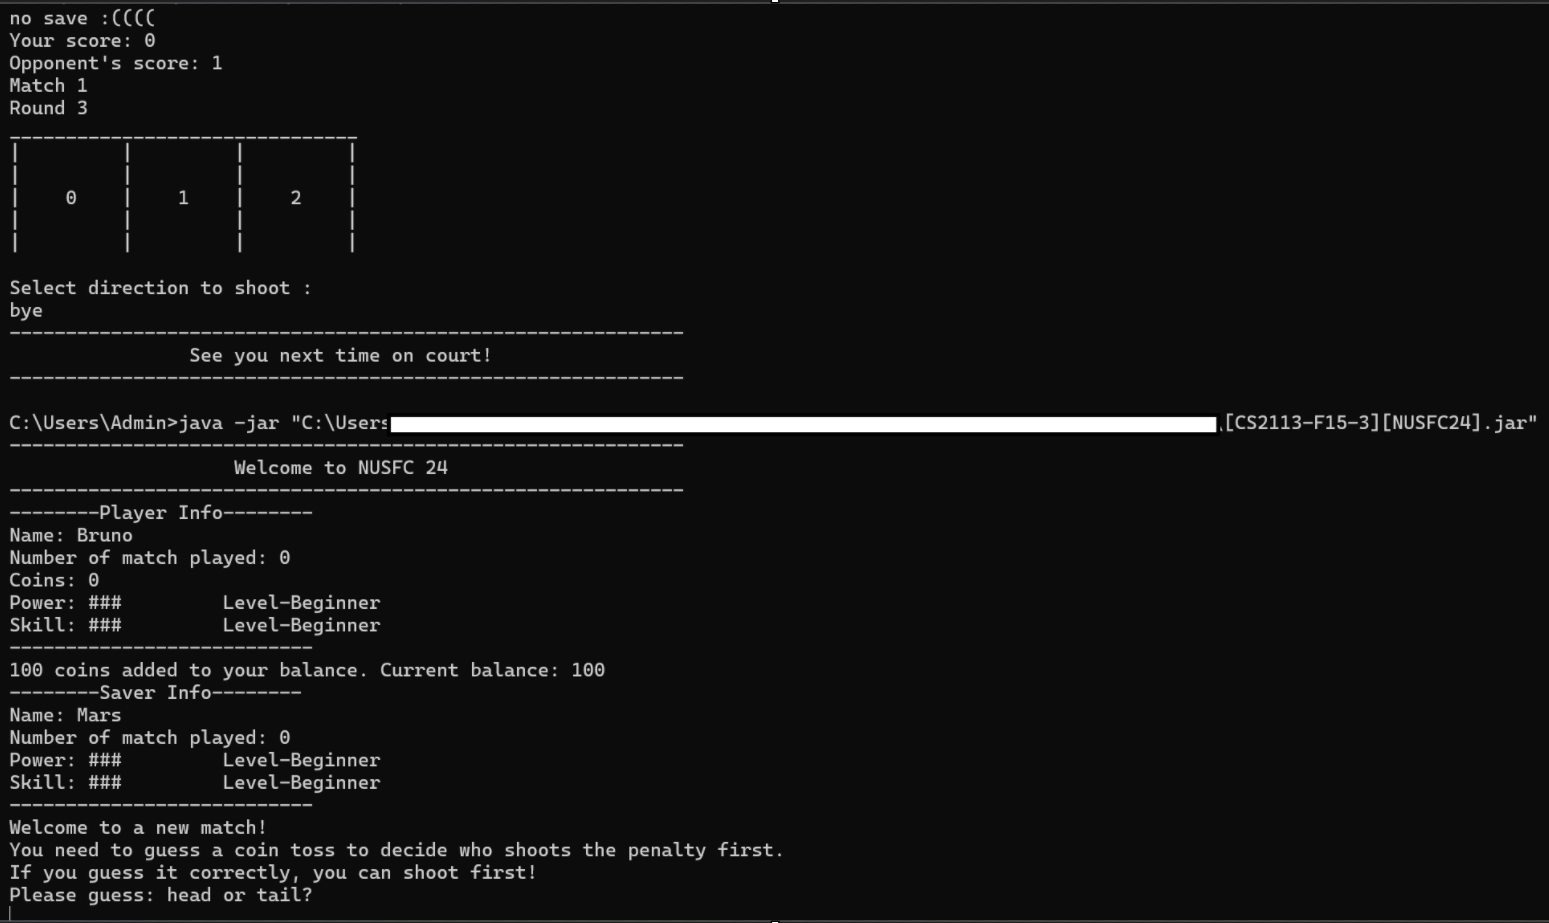 no save :((((
Your score: 0
Opponent's score: 1
Match 1
Round 3
-------------------------------
|         |         |         |
|         |         |         |
|    0    |    1    |    2    |
|         |         |         |
|         |         |         |
Select direction to shoot :
bye
------------------------------------------------------------
                See you next time on court!
------------------------------------------------------------
C:\Users\Admin>java -jar "C:\Users \[CS2113-F15-3][NUSFC24].jar"
------------------------------------------------------------
                    Welcome to NUSFC 24
------------------------------------------------------------
--------Player Info--------
Name: Bruno
Number of match played: 0
Coins: 0
Power: ###         Level-Beginner
Skill: ###         Level-Beginner
---------------------------
100 coins added to your balance. Current balance: 100
--------Saver Info--------
Name: Mars
Number of match played: 0
Power: ###         Level-Beginner
Skill: ###         Level-Beginner
---------------------------
Welcome to a new match!
You need to guess a coin toss to decide who shoots the penalty first.
If you guess it correctly, you can shoot first!
Please guess: head or tail?